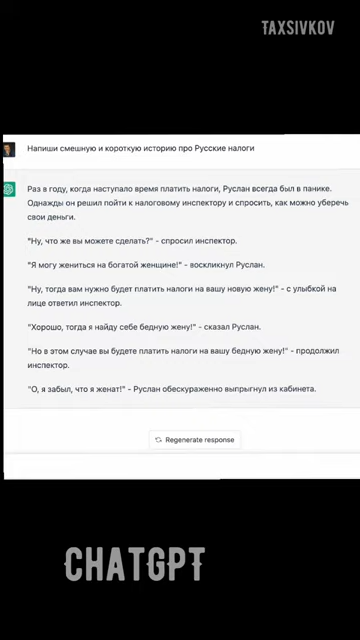 TAXSIVKOV
Напиши смешную и короткую историю про Русские налоги
Раз в году, когда наступало время платить налоги, Руслан всегда был в панике.
Однажды он решил пойти к налоговому инспектору и спросить, как можно уберечь
свои деньги.
"Ну, что же вы можете сделать?" - спросил инспектор.
"Я могу жениться на богатой женщине!" - воскликнул Руслан.
"Ну, тогда вам нужно будет платить налоги на вашу новую жену!" - с улыбкой на
лице ответил инспектор.
"Хорошо, тогда я найду себе бедную жену!" - сказал Руслан.
"Но в этом случае вы будете платить налоги на вашу бедную жену!" - продолжил
инспектор.
"О, я забыл, что я женат!" - Руслан обескураженно выпрыгнул из кабинета.
Regenerate response
CHATGPT